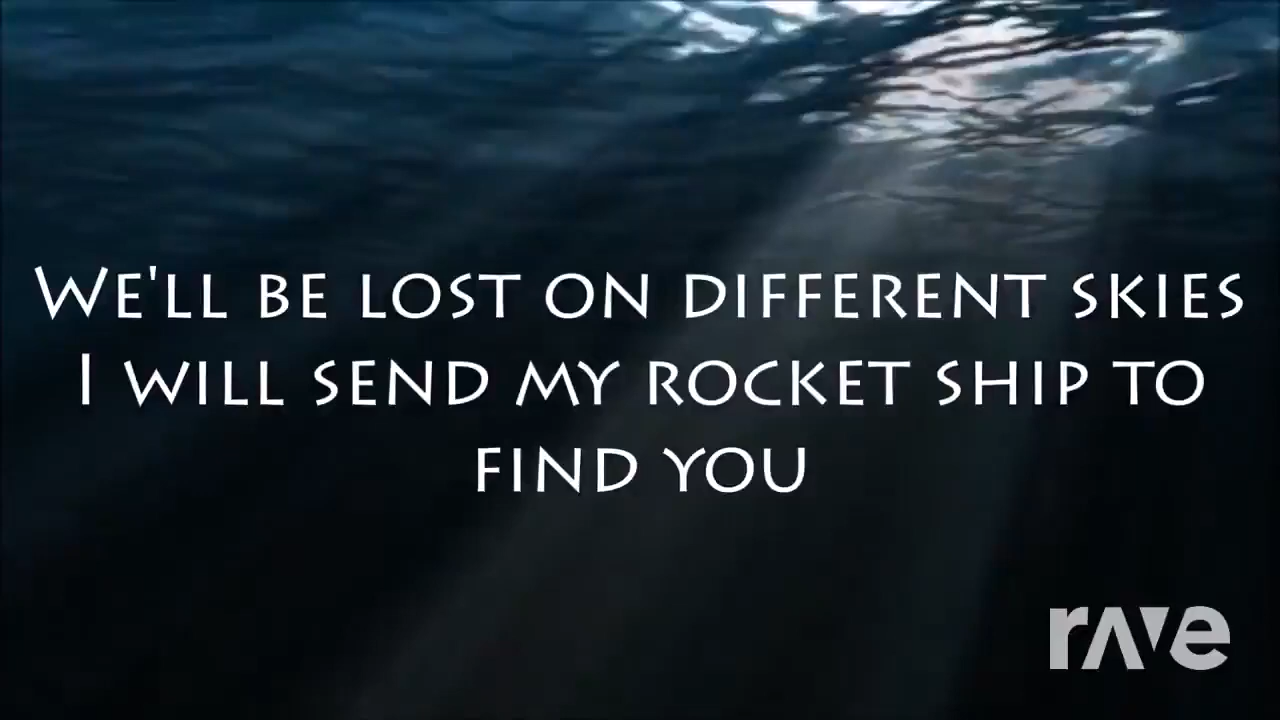 We'll be lost on different skies
I will send my rocket ship to
find you
rave